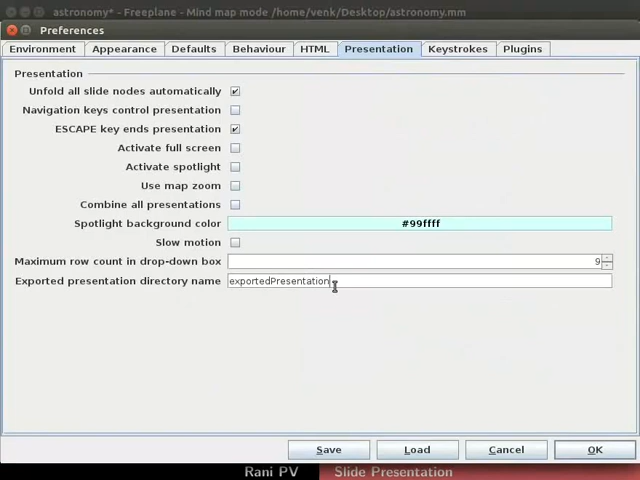 astronomy* - Freeplane - Mind map mode /home/venk/Desktop/astronomy.mm
Preferences
Environment Appearance Defaults Behaviour HTML Presentation Keystrokes Plugins
Presentation
Unfold all slide nodes automatically
Navigation keys control presentation
ESCAPE key ends presentation
Activate full screen
Activate spotlight
Use map zoom
Combine all presentations
Spotlight background color #99ffff
Slow motion
Maximum row count in drop-down box 9
Exported presentation directory name exportedPresentation
Save Load Cancel OK
Rani PV Slide Presentation